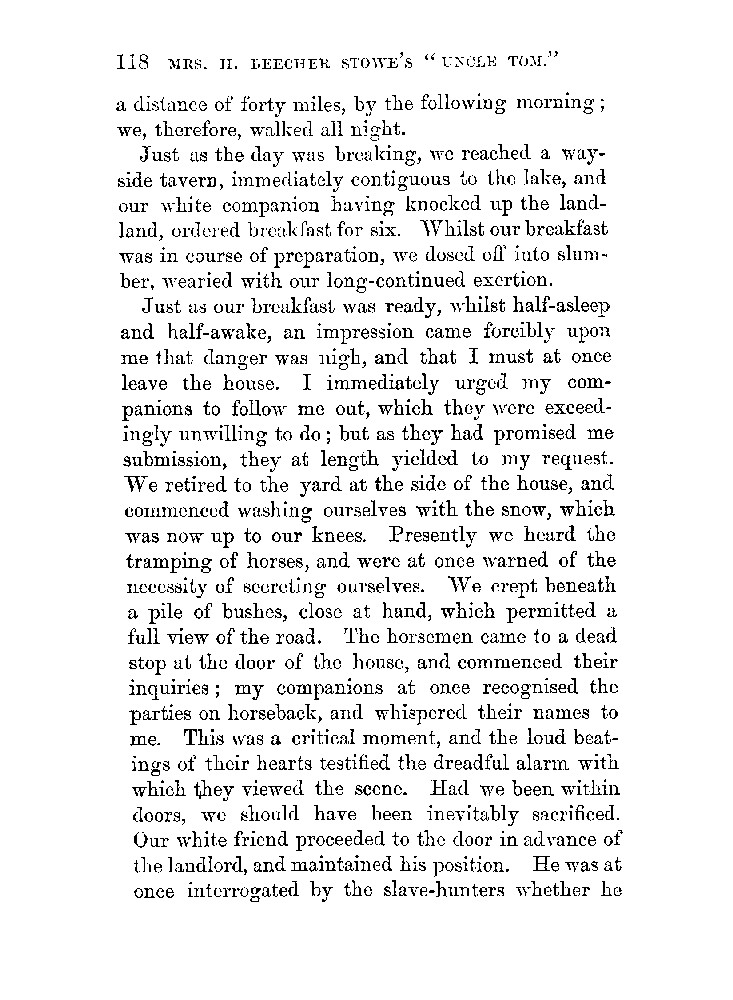 118 MRS. H. BEECHER STOWE'S "UNCLE TOM."
a distance of forty miles, by the following morning;
we, therefore, walked all night.
Just as the day was breaking, we reached a way-
side tavern, immediately contiguous to the lake, and
our white companion having knocked up the land-
land, ordered breakfast for six. Whilst our breakfast
was in course of preparation, we dosed off into slum-
ber, wearied with our long-continued exertion.
Just as our breakfast was ready, whilst half-asleep
and half-awake, an impression came forcibly upon
me that danger was nigh, and that I must at once
leave the house. I immediately urged my com-
panions to follow me out, which they were exceed-
ingly unwilling to do; but as they had promised me
submission, they at length yielded to my request.
We retired to the yard at the side of the house, and
commenced washing ourselves with the snow, which
was now up to our knees. Presently we heard the
tramping of horses, and were at once warned of the
necessity of secreting ourselves. We crept beneath
a pile of bushes, close at hand, which permitted a
full view of the road. The horsemen came to a dead
stop at the door of the house, and commenced their
inquiries; my companions at once recognised the
parties on horseback, and whispered their names to
me. This was a critical moment, and the loud beat-
ings of their hearts testified the dreadful alarm with
which they viewed the scene. Had we been within
doors, we should have been inevitably sacrificed.
Our white friend proceeded to the door in advance of
the landlord, and maintained his position. He was at
once interrogated by the slave-hunters whether he